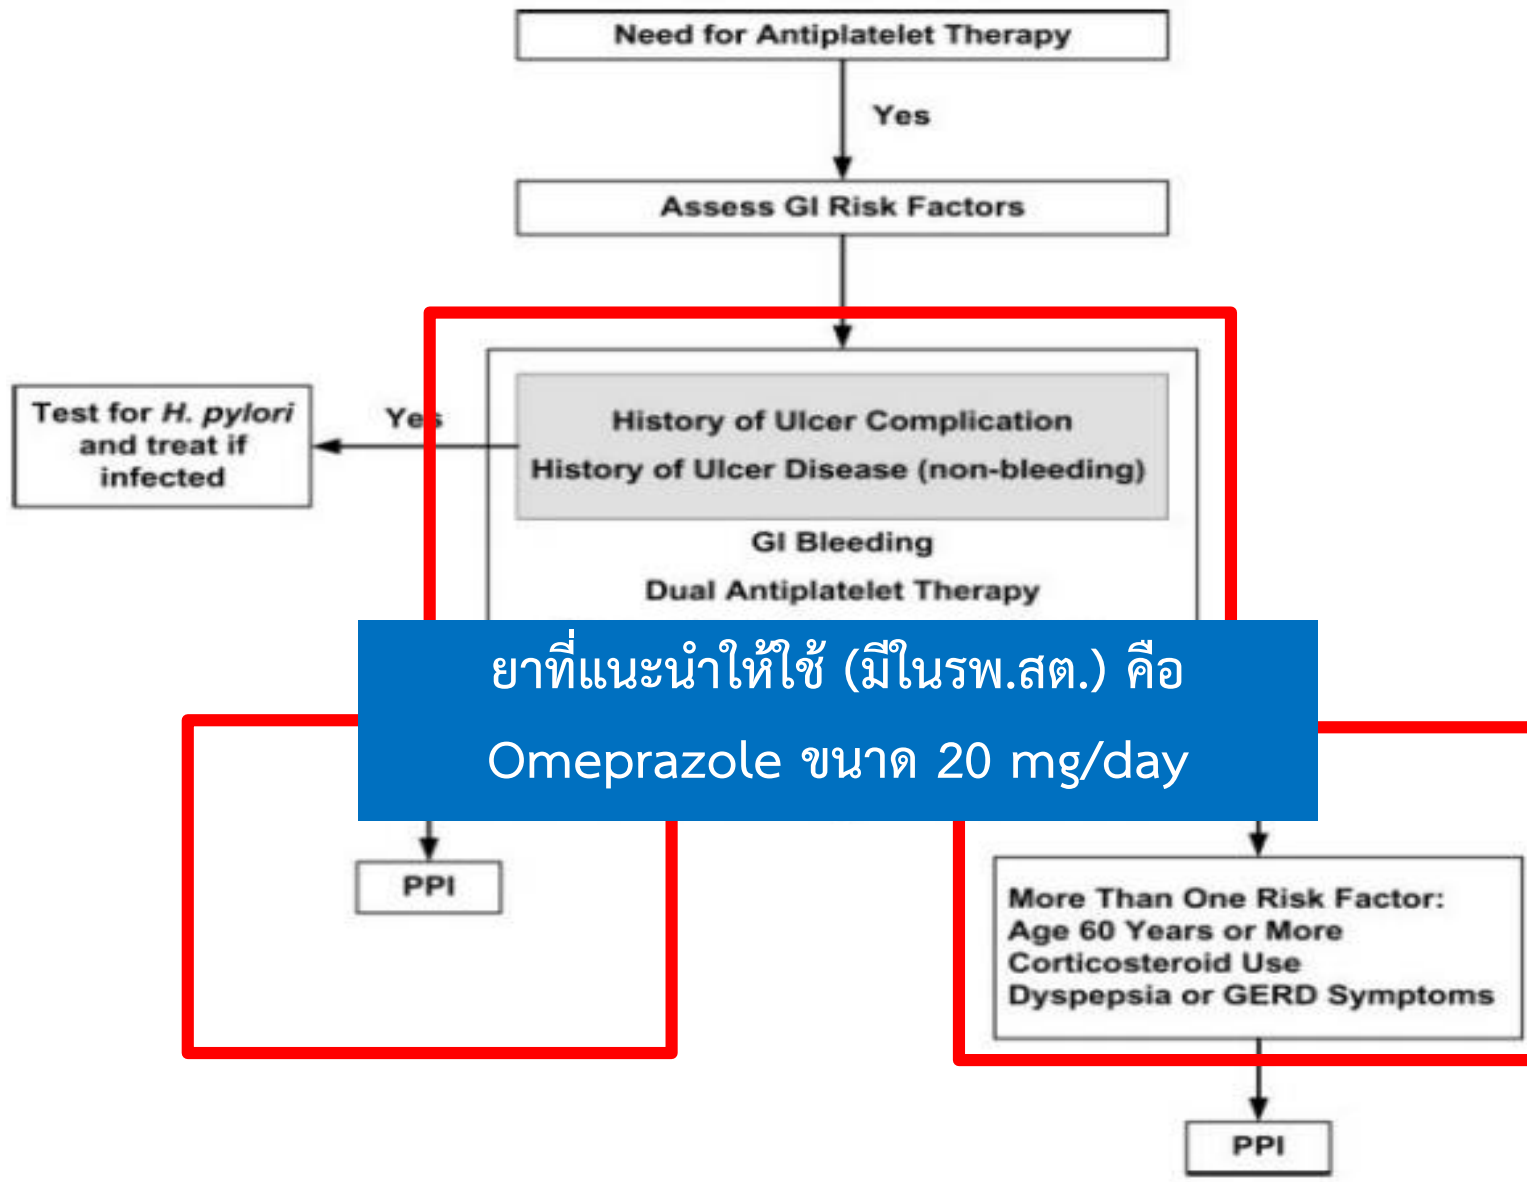 Need for Antiplatelet Therapy
Yes
Assess GI Risk Factors
Test for H. pylori
and treat if
infected
Yes
History of Ulcer Complication
History of Ulcer Disease (non-bleeding)
GI Bleeding
Dual Antiplatelet Therapy
ยาที่แนะนำให้ใช้ (มีในรพ.สต.) คือ
Omeprazole ขนาด 20 mg/day
PPI
More Than One Risk Factor:
Age 60 Years or More
Corticosteroid Use
Dyspepsia or GERD Symptoms
PPI